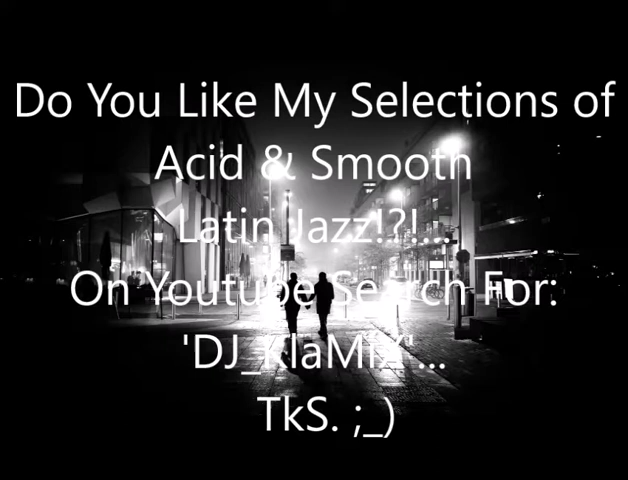 Do You Like My Selections of
Acid & Smooth
Latin Jazz!?!...
On Youtube Search For:
'DJ_KlaMiX'...
TkS. ;_)